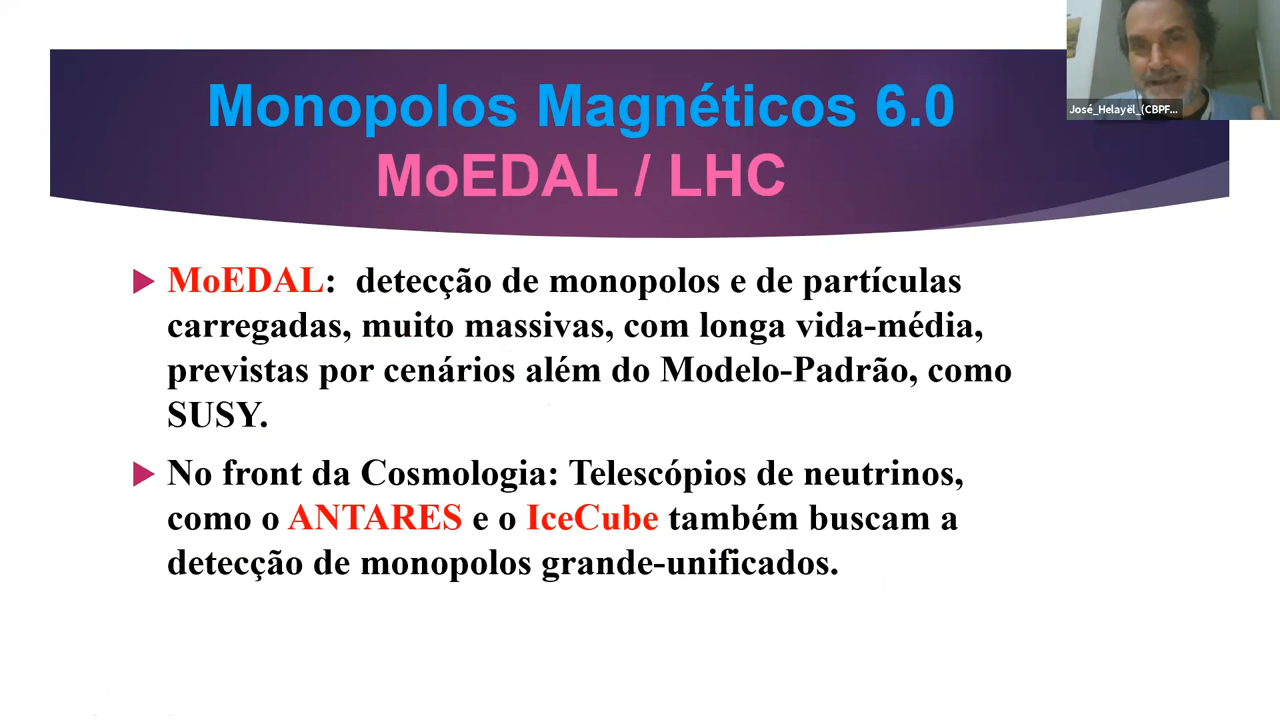 Monopolos Magnéticos 6.0
MoEDAL / LHC
José_Helayël_(CBPF...
MoEDAL: detecção de monopolos e de partículas
carregadas, muito massivas, com longa vida-média,
previstas por cenários além do Modelo-Padrão, como
SUSY.
No front da Cosmologia: Telescópios de neutrinos,
como o ANTARES e o IceCube também buscam a
detecção de monopolos grande-unificados.